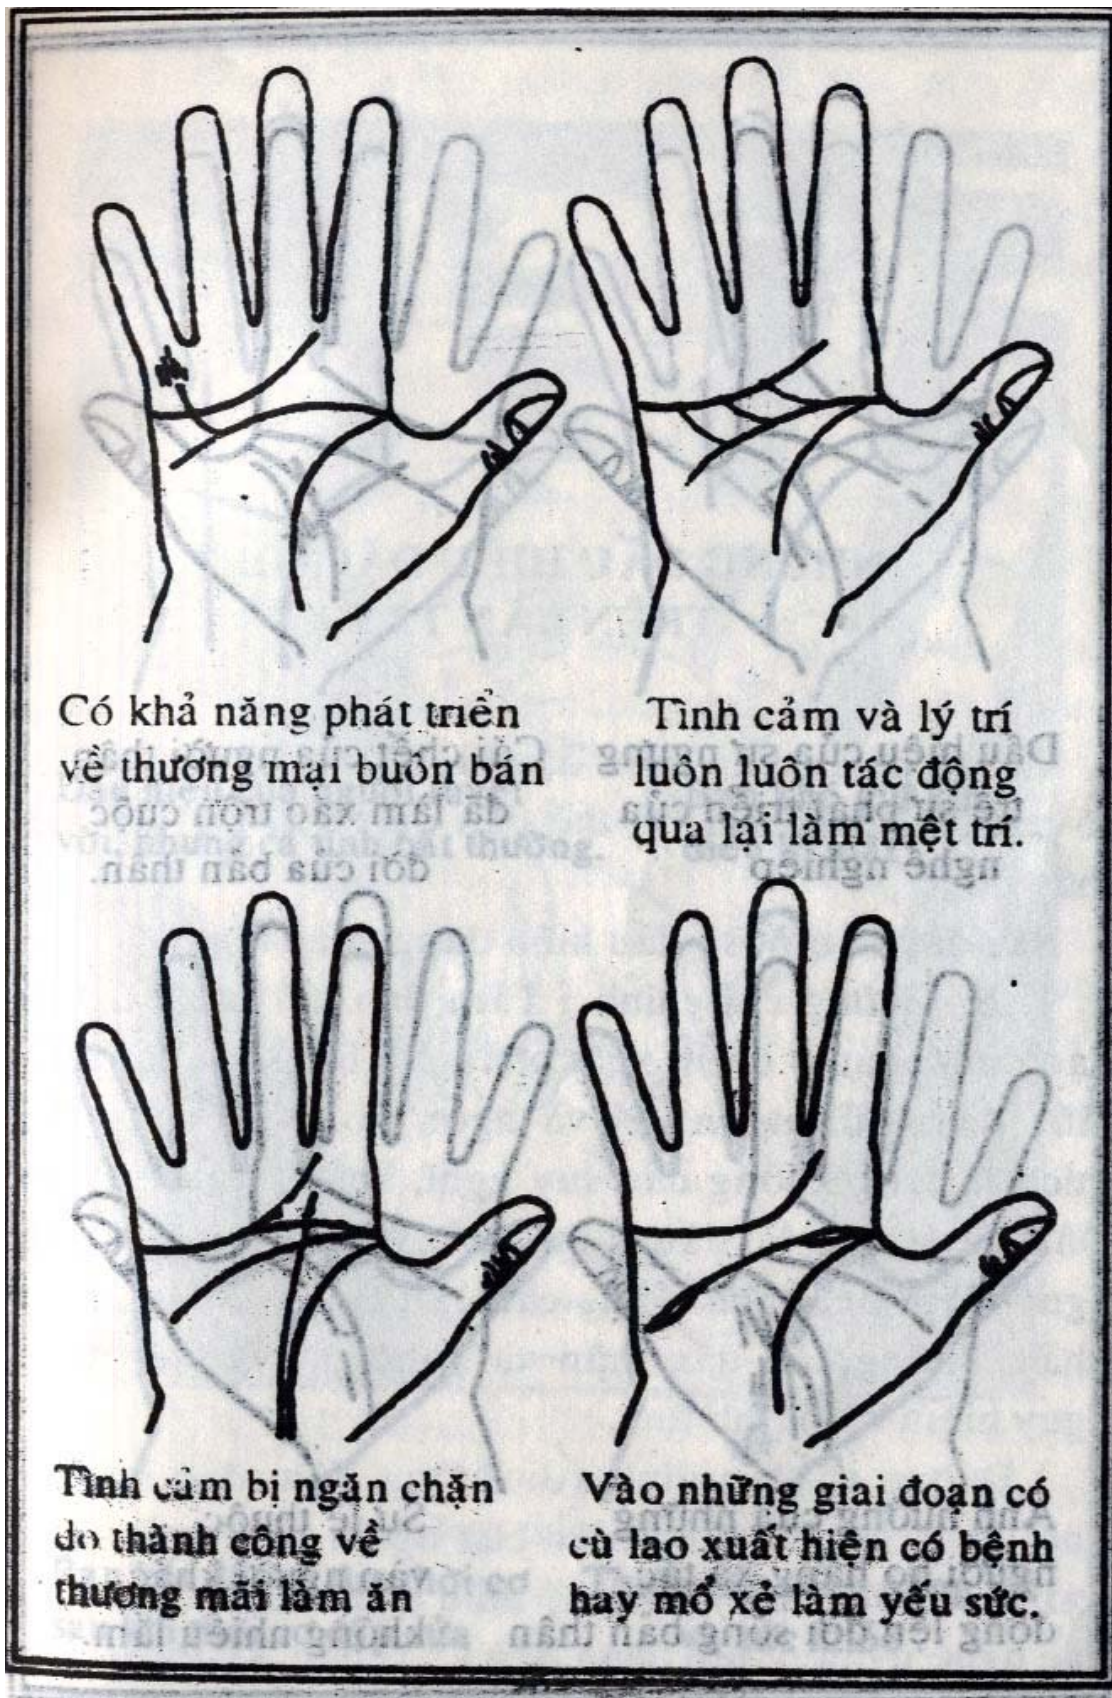 Có khả năng phát triển
về thương mại buôn bán
Tình cảm và lý trí
luôn luôn tác động
qua lại làm mệt trí.
Tình cảm bị ngăn chặn
do thành công về
thương mãi làm ăn
Vào những giai đoạn có
cù lao xuất hiện có bệnh
hay mổ xẻ làm yếu sức.